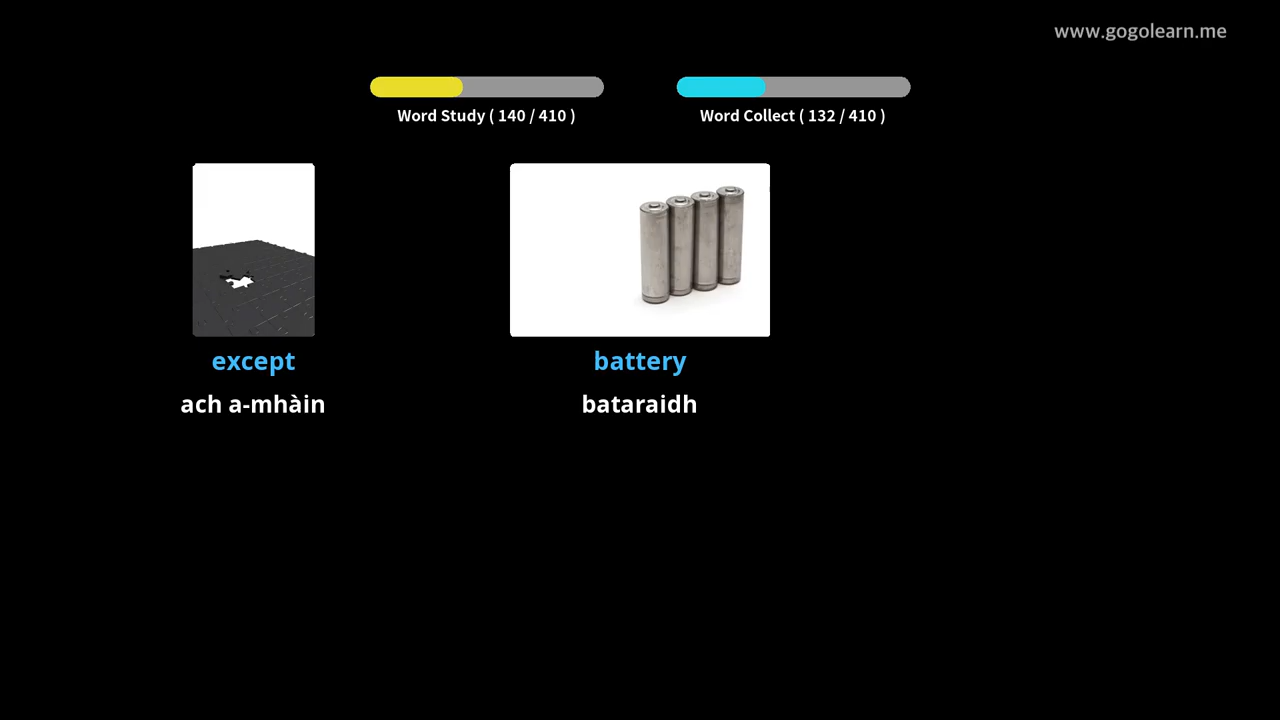 www.gogolearn.me
Word Study ( 140 / 410 )
Word Collect ( 132 / 410 )
except
battery
ach a-mhàin
bataraidh